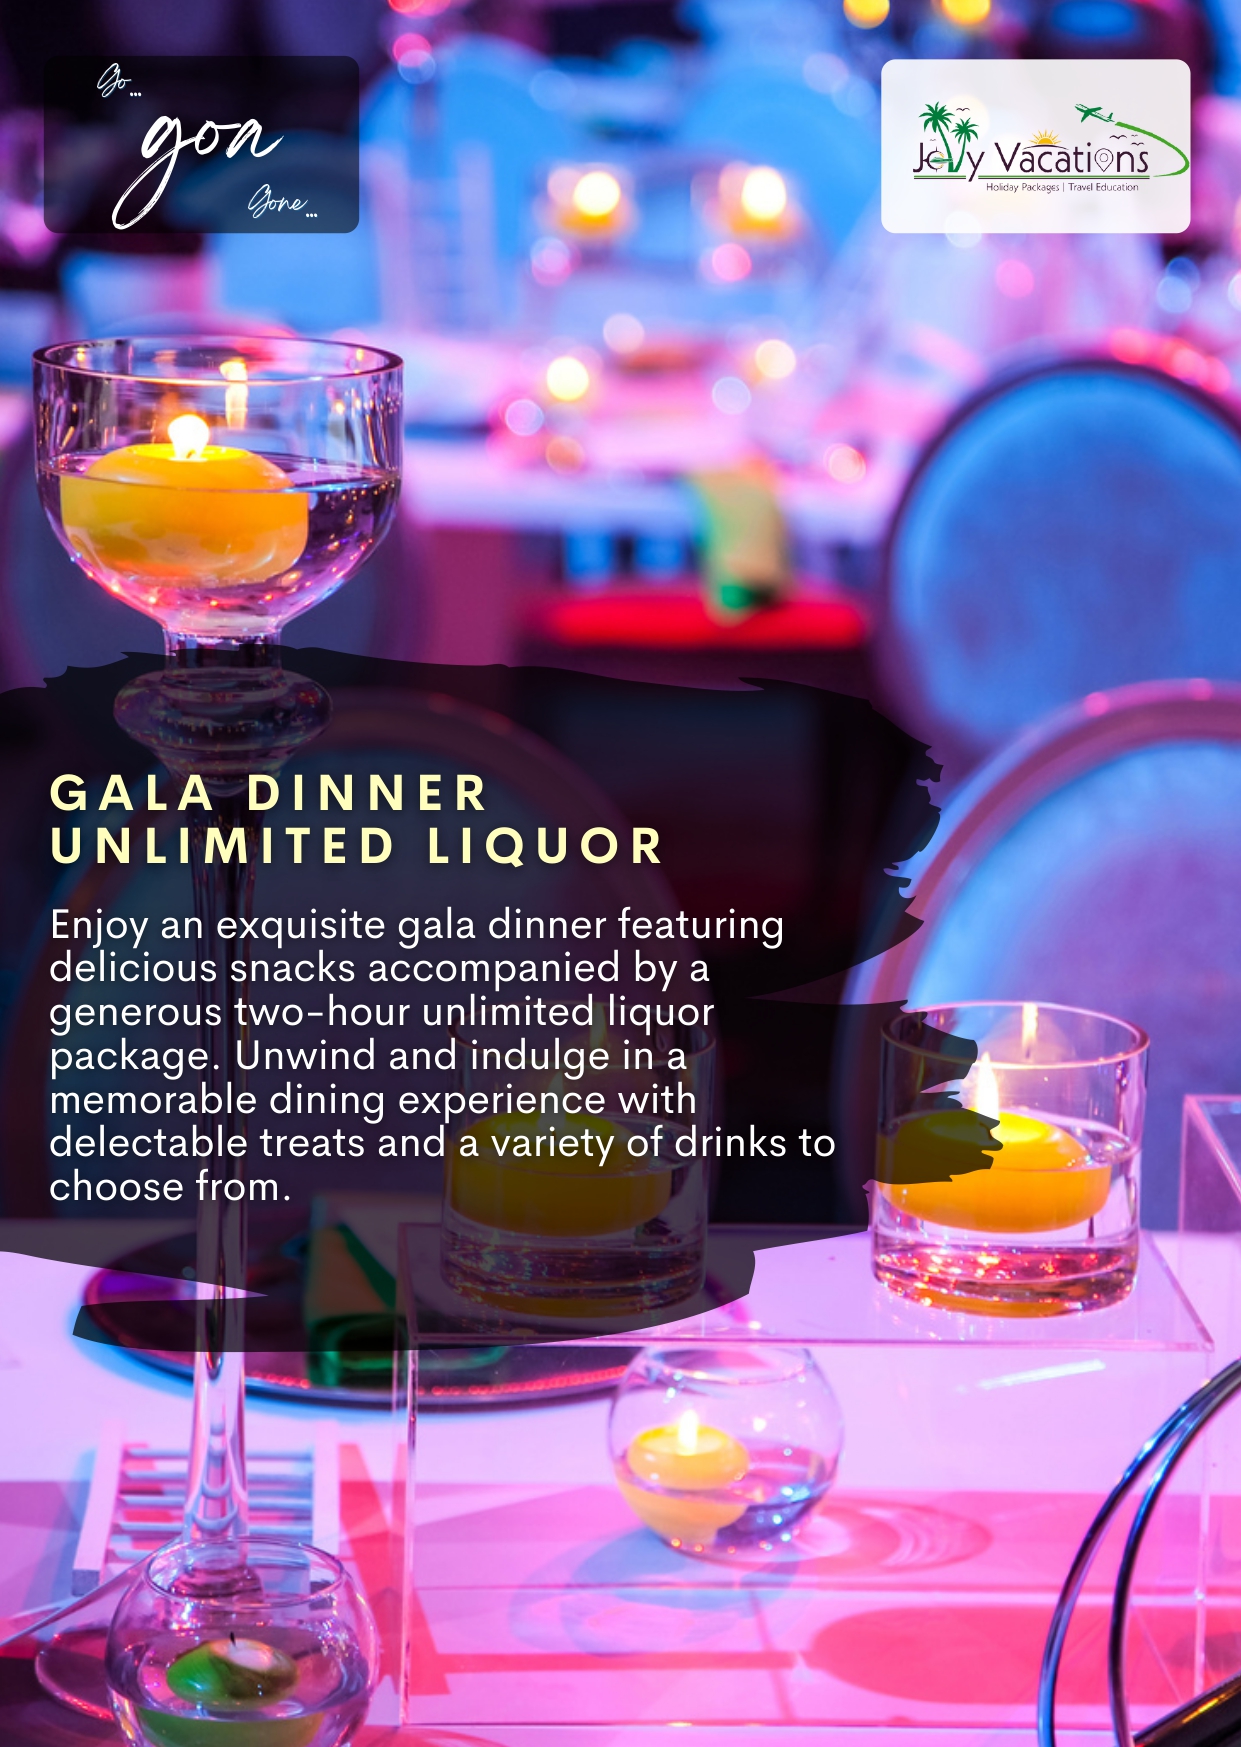 Go...
goa
Gone...
Jolly Vacations
Holiday Packages | Travel Education
GALA DINNER
UNLIMITED LIQUOR
Enjoy an exquisite gala dinner featuring
delicious snacks accompanied by a
generous two-hour unlimited liquor
package. Unwind and indulge in a
memorable dining experience with
delectable treats and a variety of drinks to
choose from.